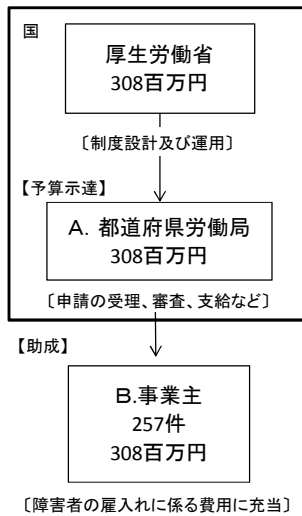 国
厚生労働省
308百万円
〔制度設計及び運用〕
【予算示達】
A. 都道府県労働局
308百万円
〔申請の受理、審査、支給など〕
【助成】
B.事業主
257件
308百万円
〔障害者の雇入れに係る費用に充当〕